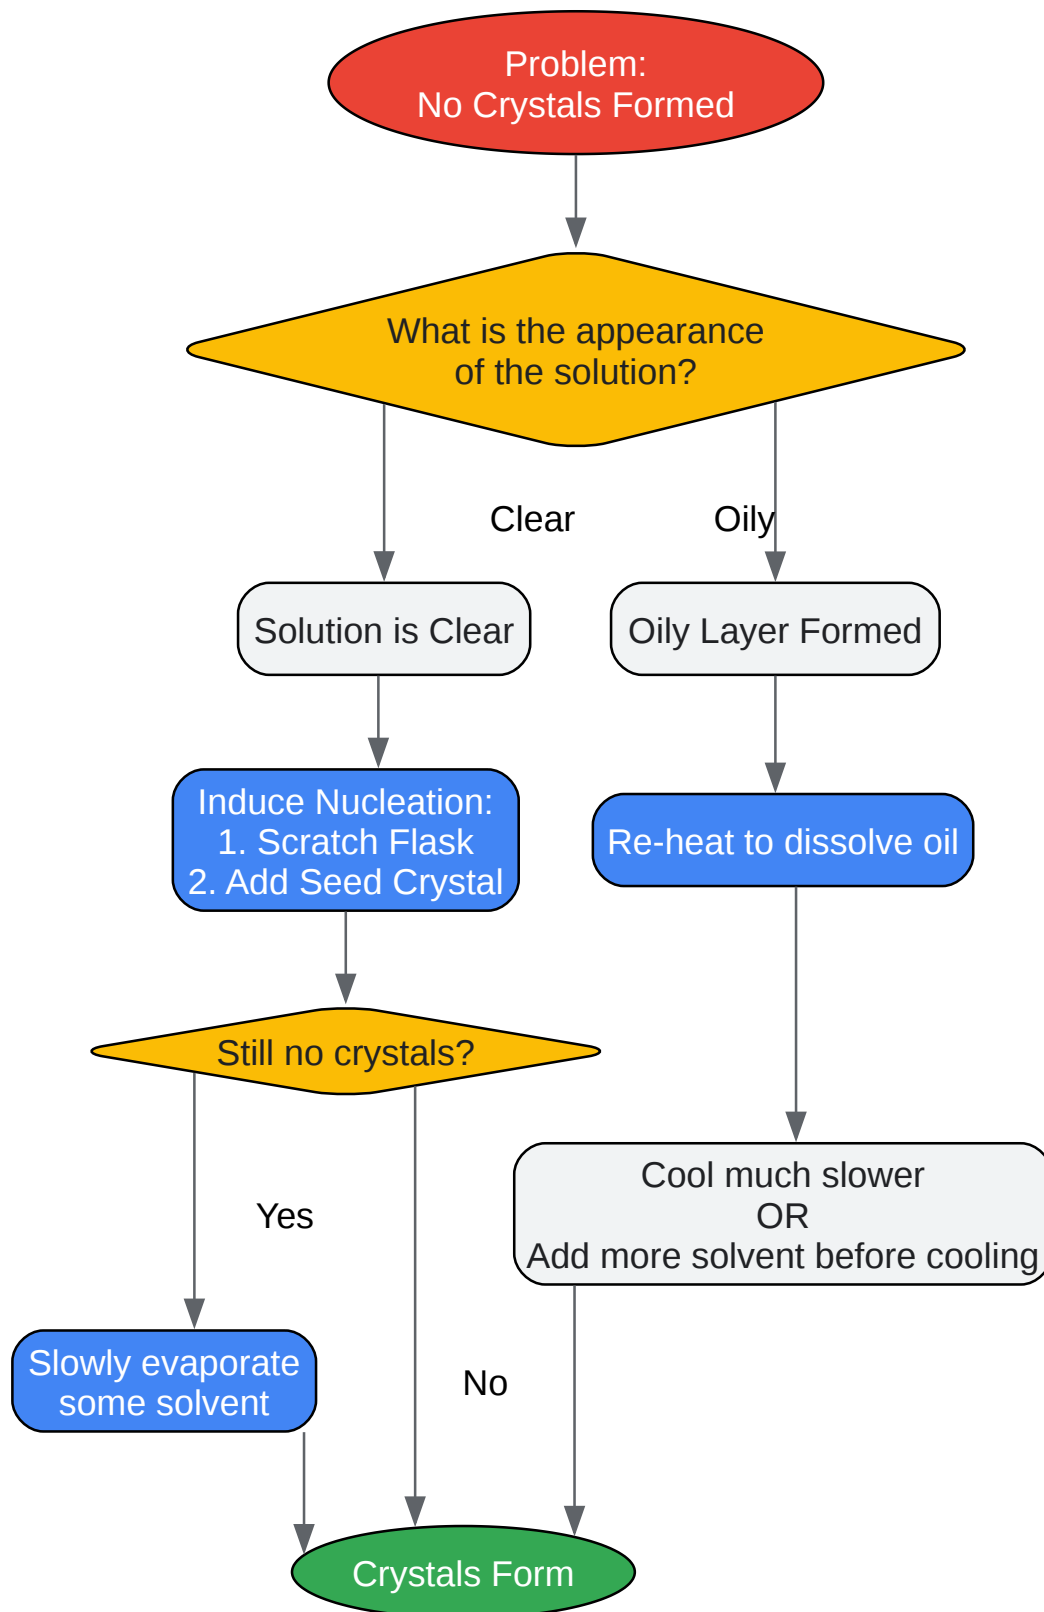 Problem:
No Crystals Formed
What is the appearance
of the solution?
Clear
Oily
Solution is Clear
Oily Layer Formed
Induce Nucleation:
1. Scratch Flask
2. Add Seed Crystal
Re-heat to dissolve oil
Still no crystals?
Cool much slower
OR
Add more solvent before cooling
Yes
Slowly evaporate
some solvent
No
Crystals Form